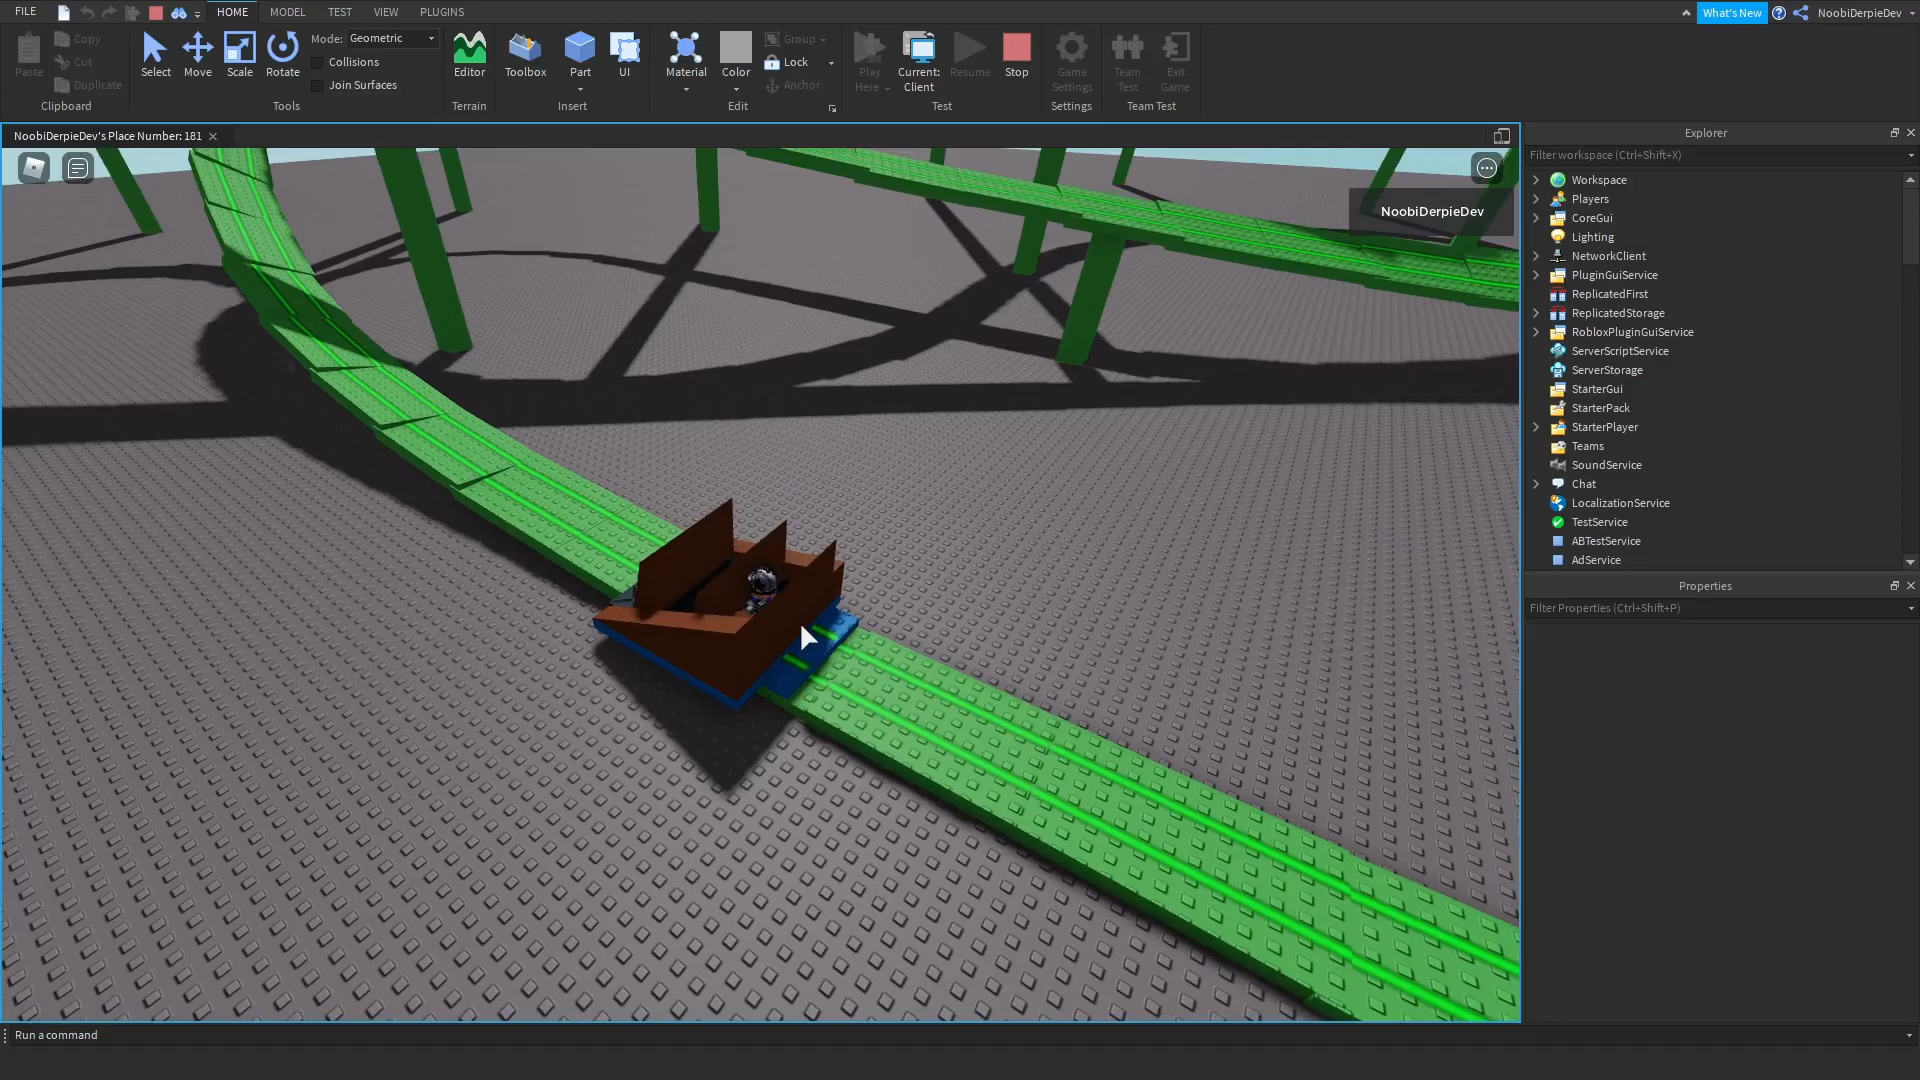 FILE HOME MODEL TEST VIEW PLUGINS What's New NoobiDerpieDev
Paste Copy Cut Duplicate Clipboard
Select Move Scale Rotate Mode: Geometric Collisions Join Surfaces Tools
Editor Terrain
Toolbox Part UI Insert
Material Color Group Lock Anchor Edit
Play Here Current: Client Resume Stop Test
Game Settings Settings
Team Test Exit Game Team Test
NoobiDerpieDev's Place Number: 181
NoobiDerpieDev
Explorer
Filter workspace (Ctrl+Shift+X)
Workspace
Players
CoreGui
Lighting
NetworkClient
PluginGuiService
ReplicatedFirst
ReplicatedStorage
RobloxPluginGuiService
ServerScriptService
ServerStorage
StarterGui
StarterPack
StarterPlayer
Teams
SoundService
Chat
LocalizationService
TestService
ABTestService
AdService
Properties
Filter Properties (Ctrl+Shift+P)
Run a command